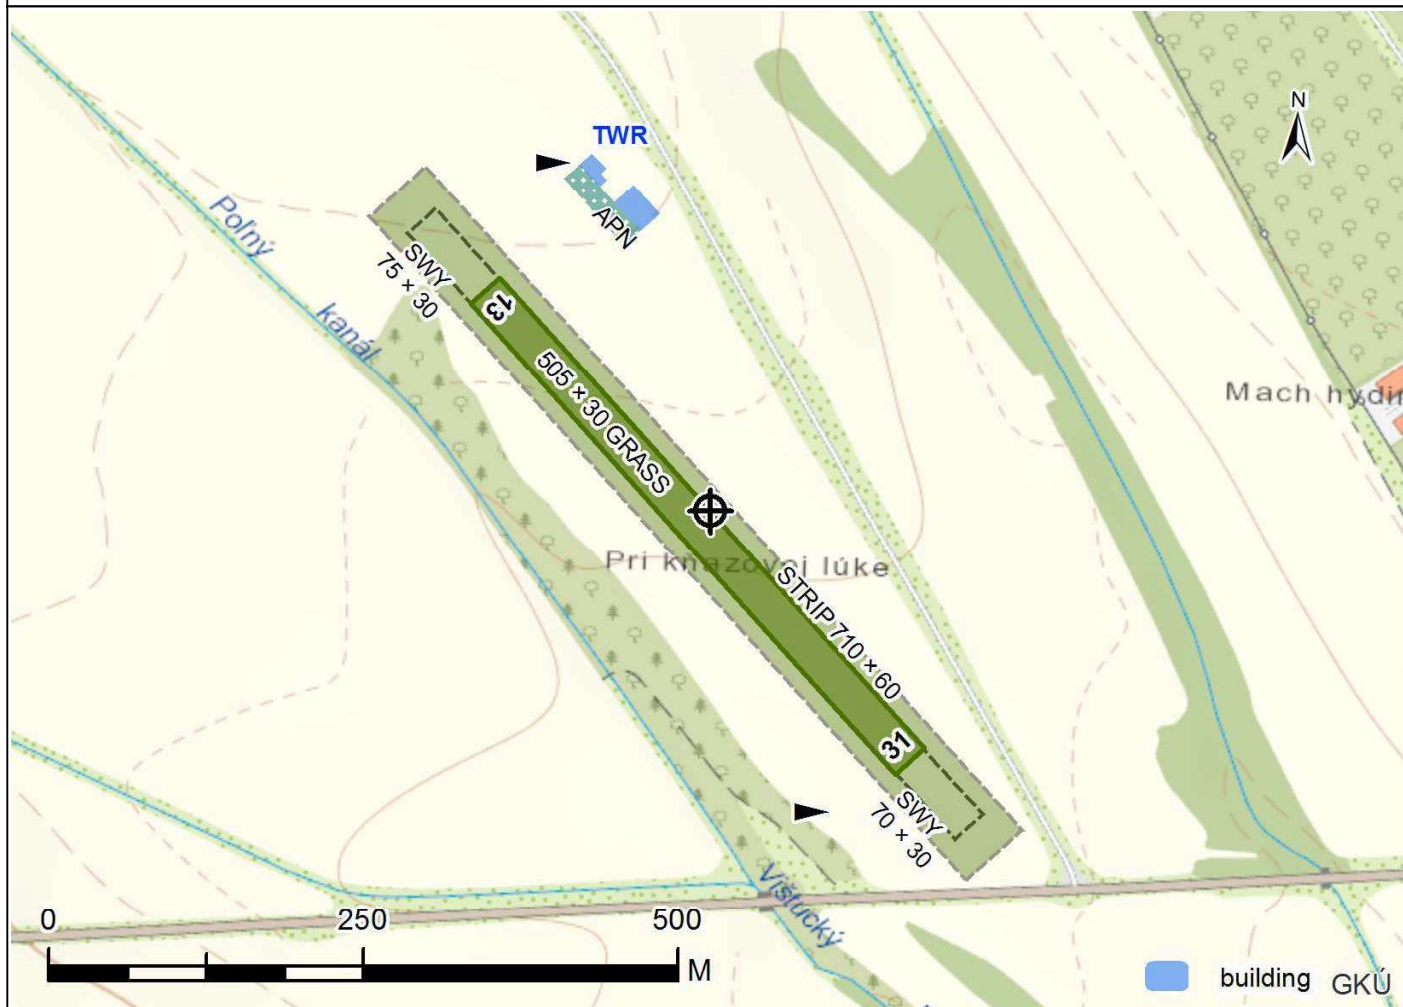 N
TWR
APN
Poľný
kanál
SWY
75 × 30
13
505 × 30 GRASS
Mach hydin
Pri kňazovej lúke
STRIP 710 × 60
31
SWY
70 × 30
Vištucký
0 250 500
M
building GKÚ